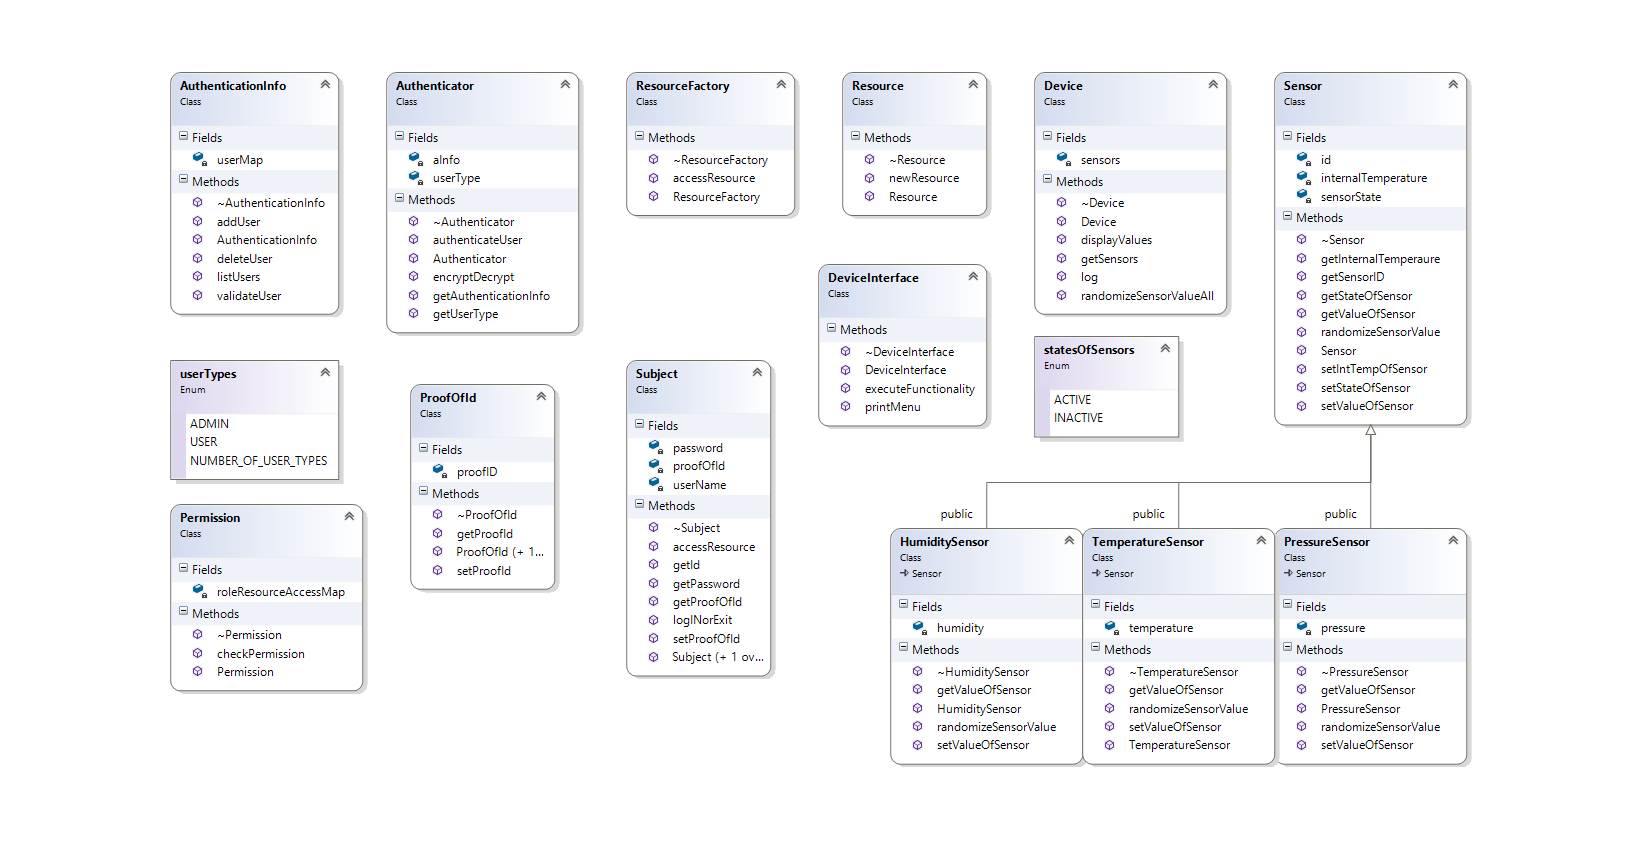 AuthenticationInfo
Class
Fields
userMap
Methods
~AuthenticationInfo
addUser
AuthenticationInfo
deleteUser
listUsers
validateUser
Authenticator
Class
Fields
aInfo
userType
Methods
~Authenticator
authenticateUser
Authenticator
encryptDecrypt
getAuthenticationInfo
getUserType
ResourceFactory
Class
Methods
~ResourceFactory
accessResource
ResourceFactory
Resource
Class
Methods
~Resource
newResource
Resource
Device
Class
Fields
sensors
Methods
~Device
Device
displayValues
getSensors
log
randomizeSensorValueAll
Sensor
Class
Fields
id
internalTemperature
sensorState
Methods
~Sensor
getInternalTemperaure
getSensorID
getStateOfSensor
getValueOfSensor
randomizeSensorValue
Sensor
setIntTempOfSensor
setStateOfSensor
setValueOfSensor
DeviceInterface
Class
Methods
~DeviceInterface
DeviceInterface
executeFunctionality
printMenu
statesOfSensors
Enum
ACTIVE
INACTIVE
userTypes
Enum
ADMIN
USER
NUMBER_OF_USER_TYPES
ProofOfId
Class
Fields
proofID
Methods
~ProofOfId
getProofId
ProofOfId (+ 1...
setProofId
Subject
Class
Fields
password
proofOfId
userName
Methods
~Subject
accessResource
getId
getPassword
getProofOfId
logINorExit
setProofOfId
Subject (+ 1 ov...
Permission
Class
Fields
roleResourceAccessMap
Methods
~Permission
checkPermission
Permission
public
public
public
HumiditySensor
Class
Sensor
Fields
humidity
Methods
~HumiditySensor
getValueOfSensor
HumiditySensor
randomizeSensorValue
setValueOfSensor
TemperatureSensor
Class
Sensor
Fields
temperature
Methods
~TemperatureSensor
getValueOfSensor
randomizeSensorValue
setValueOfSensor
TemperatureSensor
PressureSensor
Class
Sensor
Fields
pressure
Methods
~PressureSensor
getValueOfSensor
PressureSensor
randomizeSensorValue
setValueOfSensor